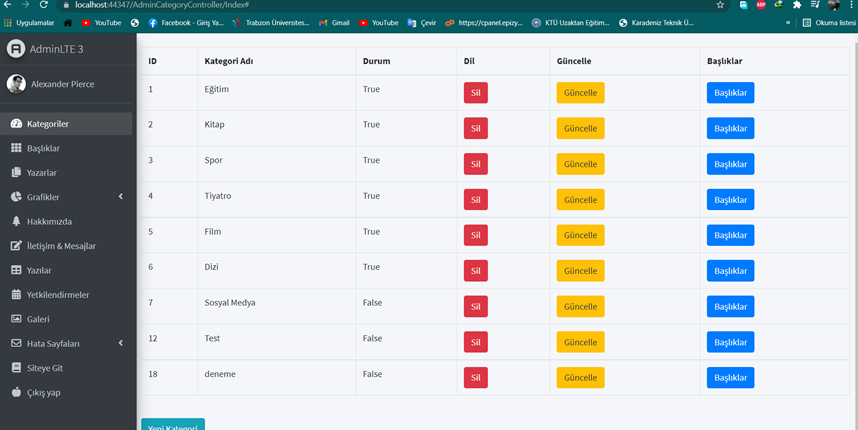 localhost:44347/AdminCategoryController/Index#
Uygulamalar YouTube Facebook - Giriş Ya... Trabzon Üniversites... Gmail YouTube Çevir https://cpanel.epizy... KTÜ Uzaktan Eğitim... Karadeniz Teknik Ü... » Okuma listesi
AdminLTE 3
Alexander Pierce
Kategoriler
Başlıklar
Yazarlar
Grafikler
Hakkımızda
İletişim & Mesajlar
Yazılar
Yetkilendirmeler
Galeri
Hata Sayfaları
Siteye Git
Çıkış yap
ID Kategori Adı Durum Dil Güncelle Başlıklar
1 Eğitim True Sil Güncelle Başlıklar
2 Kitap True Sil Güncelle Başlıklar
3 Spor True Sil Güncelle Başlıklar
4 Tiyatro True Sil Güncelle Başlıklar
5 Film True Sil Güncelle Başlıklar
6 Dizi True Sil Güncelle Başlıklar
7 Sosyal Medya False Sil Güncelle Başlıklar
12 Test False Sil Güncelle Başlıklar
18 deneme False Sil Güncelle Başlıklar
Yeni Kategori